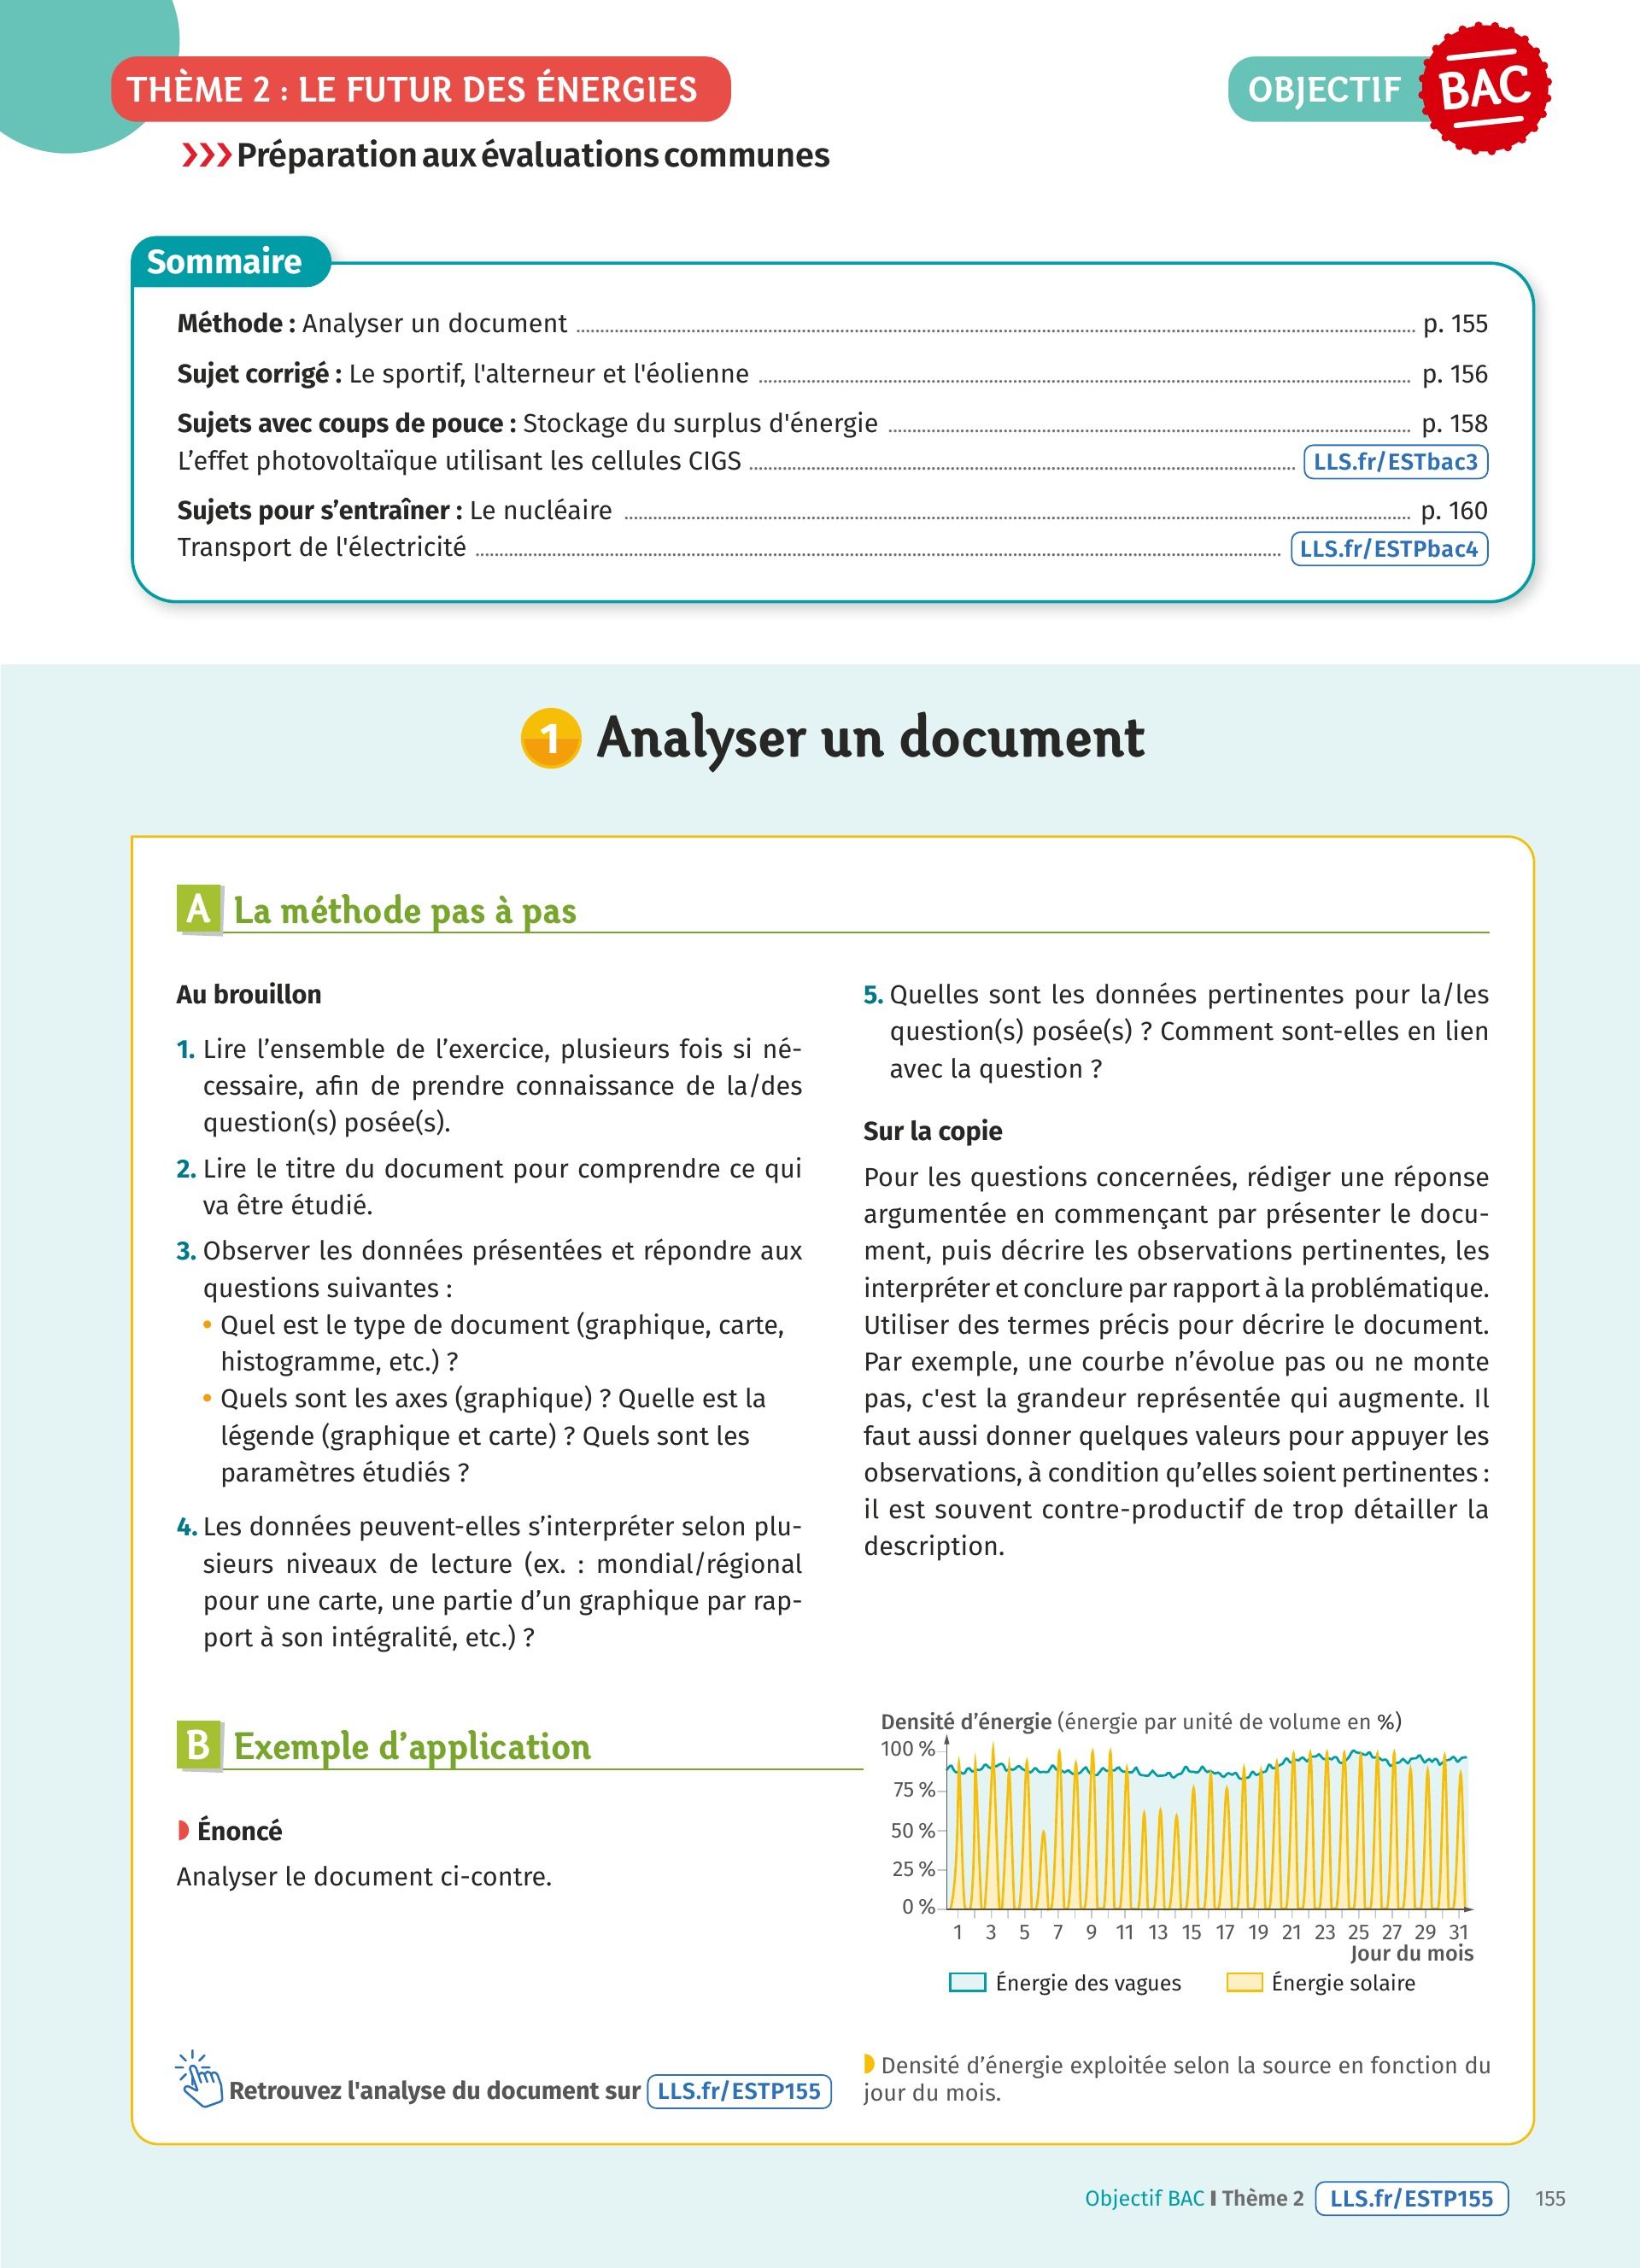 THÈME 2 : LE FUTUR DES ÉNERGIES
OBJECTIF BAC
Préparation aux évaluations communes
Sommaire
Méthode : Analyser un document p. 155
Sujet corrigé : Le sportif, l'alterneur et l'éolienne p. 156
Sujets avec coups de pouce : Stockage du surplus d'énergie p. 158
L’effet photovoltaïque utilisant les cellules CIGS LLS.fr/ESTbac3
Sujets pour s’entraîner : Le nucléaire p. 160
Transport de l'électricité LLS.fr/ESTPbac4
1 Analyser un document
A La méthode pas à pas
Au brouillon
1. Lire l’ensemble de l’exercice, plusieurs fois si né-
cessaire, afin de prendre connaissance de la/des
question(s) posée(s).
2. Lire le titre du document pour comprendre ce qui
va être étudié.
3. Observer les données présentées et répondre aux
questions suivantes :
• Quel est le type de document (graphique, carte,
histogramme, etc.) ?
• Quels sont les axes (graphique) ? Quelle est la
légende (graphique et carte) ? Quels sont les
paramètres étudiés ?
4. Les données peuvent-elles s’interpréter selon plu-
sieurs niveaux de lecture (ex. : mondial/régional
pour une carte, une partie d’un graphique par rap-
port à son intégralité, etc.) ?
5. Quelles sont les données pertinentes pour la/les
question(s) posée(s) ? Comment sont-elles en lien
avec la question ?
Sur la copie
Pour les questions concernées, rédiger une réponse
argumentée en commençant par présenter le docu-
ment, puis décrire les observations pertinentes, les
interpréter et conclure par rapport à la problématique.
Utiliser des termes précis pour décrire le document.
Par exemple, une courbe n’évolue pas ou ne monte
pas, c'est la grandeur représentée qui augmente. Il
faut aussi donner quelques valeurs pour appuyer les
observations, à condition qu’elles soient pertinentes :
il est souvent contre-productif de trop détailler la
description.
B Exemple d’application
Énoncé
Analyser le document ci-contre.
Retrouvez l'analyse du document sur LLS.fr/ESTP155
Densité d’énergie (énergie par unité de volume en %)
100 %
75 %
50 %
25 %
0 %
1 3 5 7 9 11 13 15 17 19 21 23 25 27 29 31
Jour du mois
Énergie des vagues Énergie solaire
Densité d’énergie exploitée selon la source en fonction du
jour du mois.
Objectif BAC I Thème 2 LLS.fr/ESTP155 155